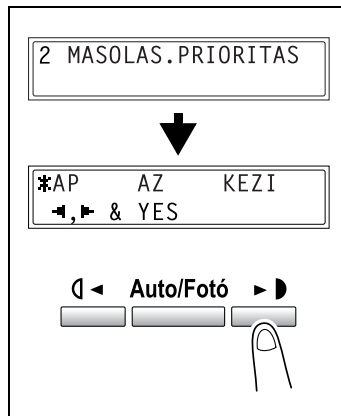 2 MASOLAS.PRIORITAS
*AP AZ KEZI
◄,► & YES
◄ Auto/Fotó ►